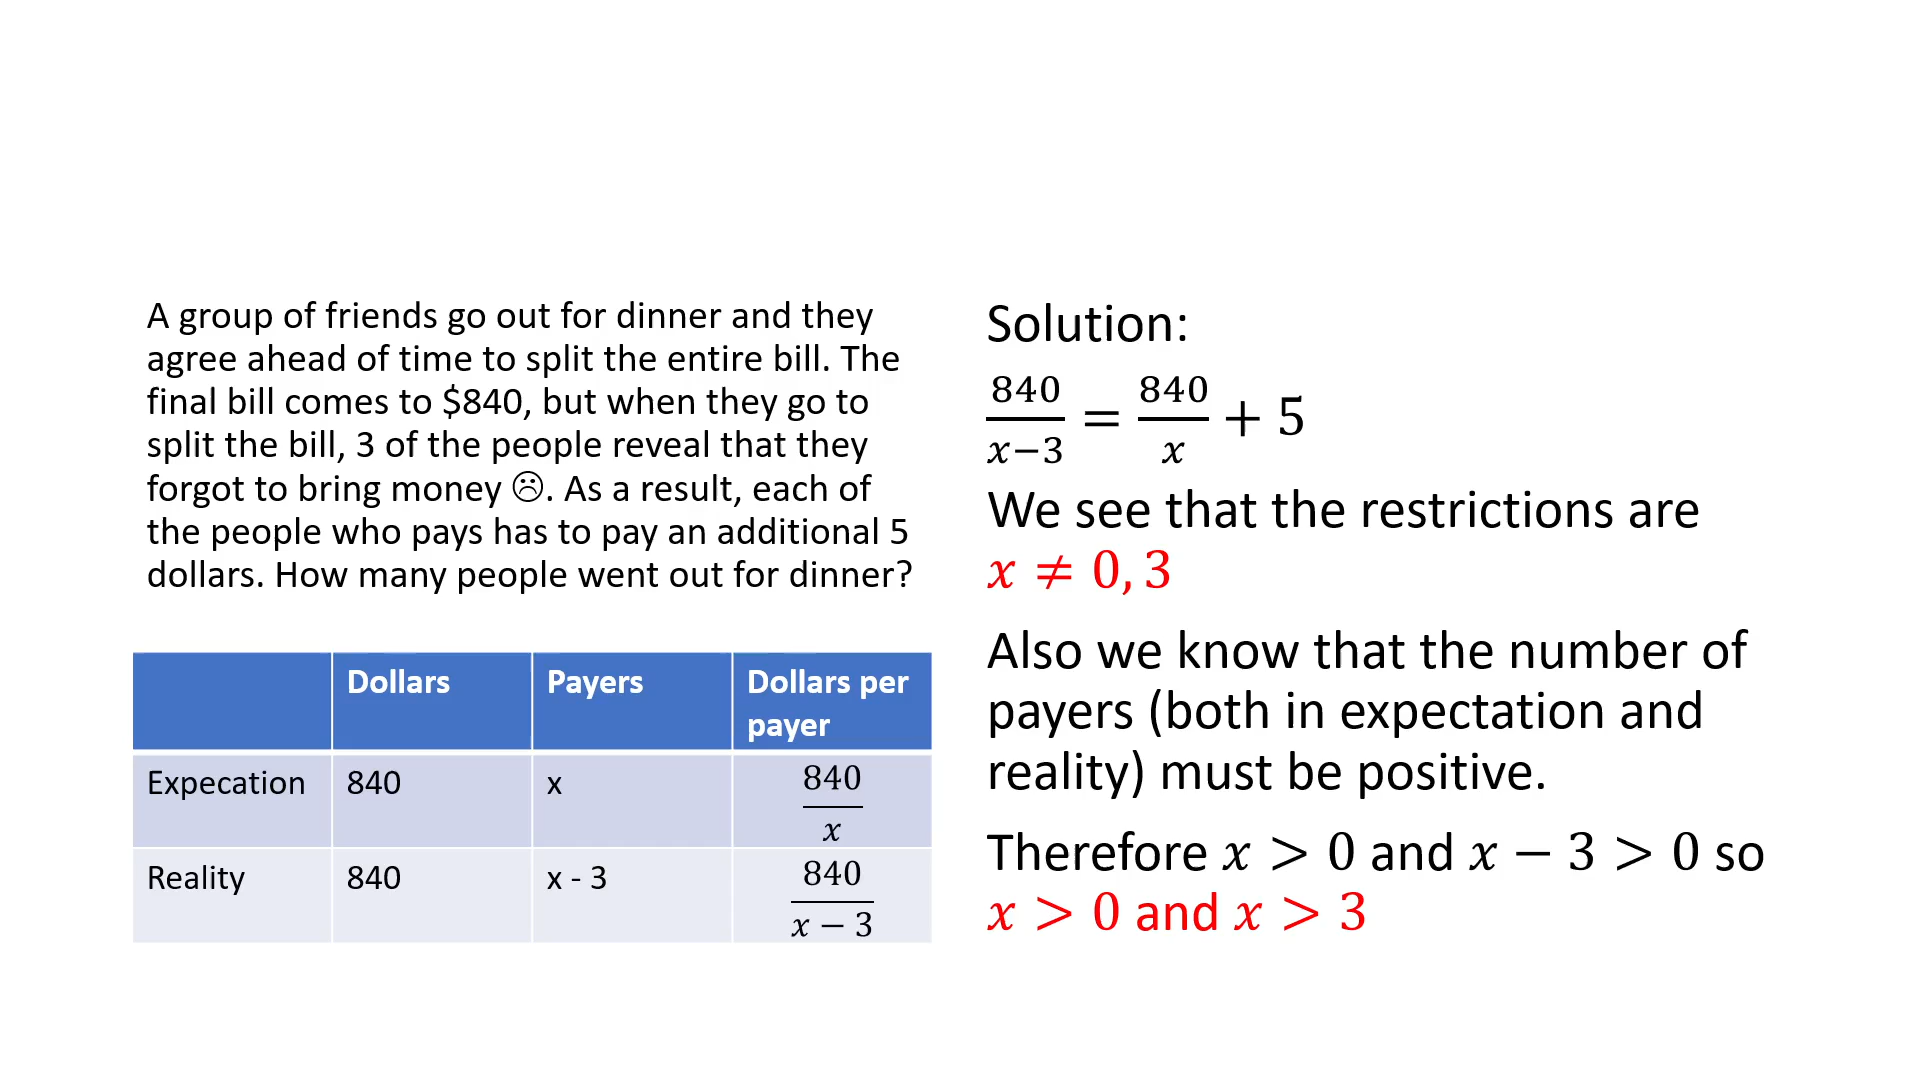 A group of friends go out for dinner and they
agree ahead of time to split the entire bill. The
final bill comes to $840, but when they go to
split the bill, 3 of the people reveal that they
forgot to bring money ☹. As a result, each of
the people who pays has to pay an additional 5
dollars. How many people went out for dinner?
Dollars Payers Dollars per payer
Expecation 840 x 840/x
Reality 840 x - 3 840/(x − 3)
Solution:
840/(x−3) = 840/x + 5
We see that the restrictions are
x ≠ 0, 3
Also we know that the number of
payers (both in expectation and
reality) must be positive.
Therefore x > 0 and x − 3 > 0 so
x > 0 and x > 3